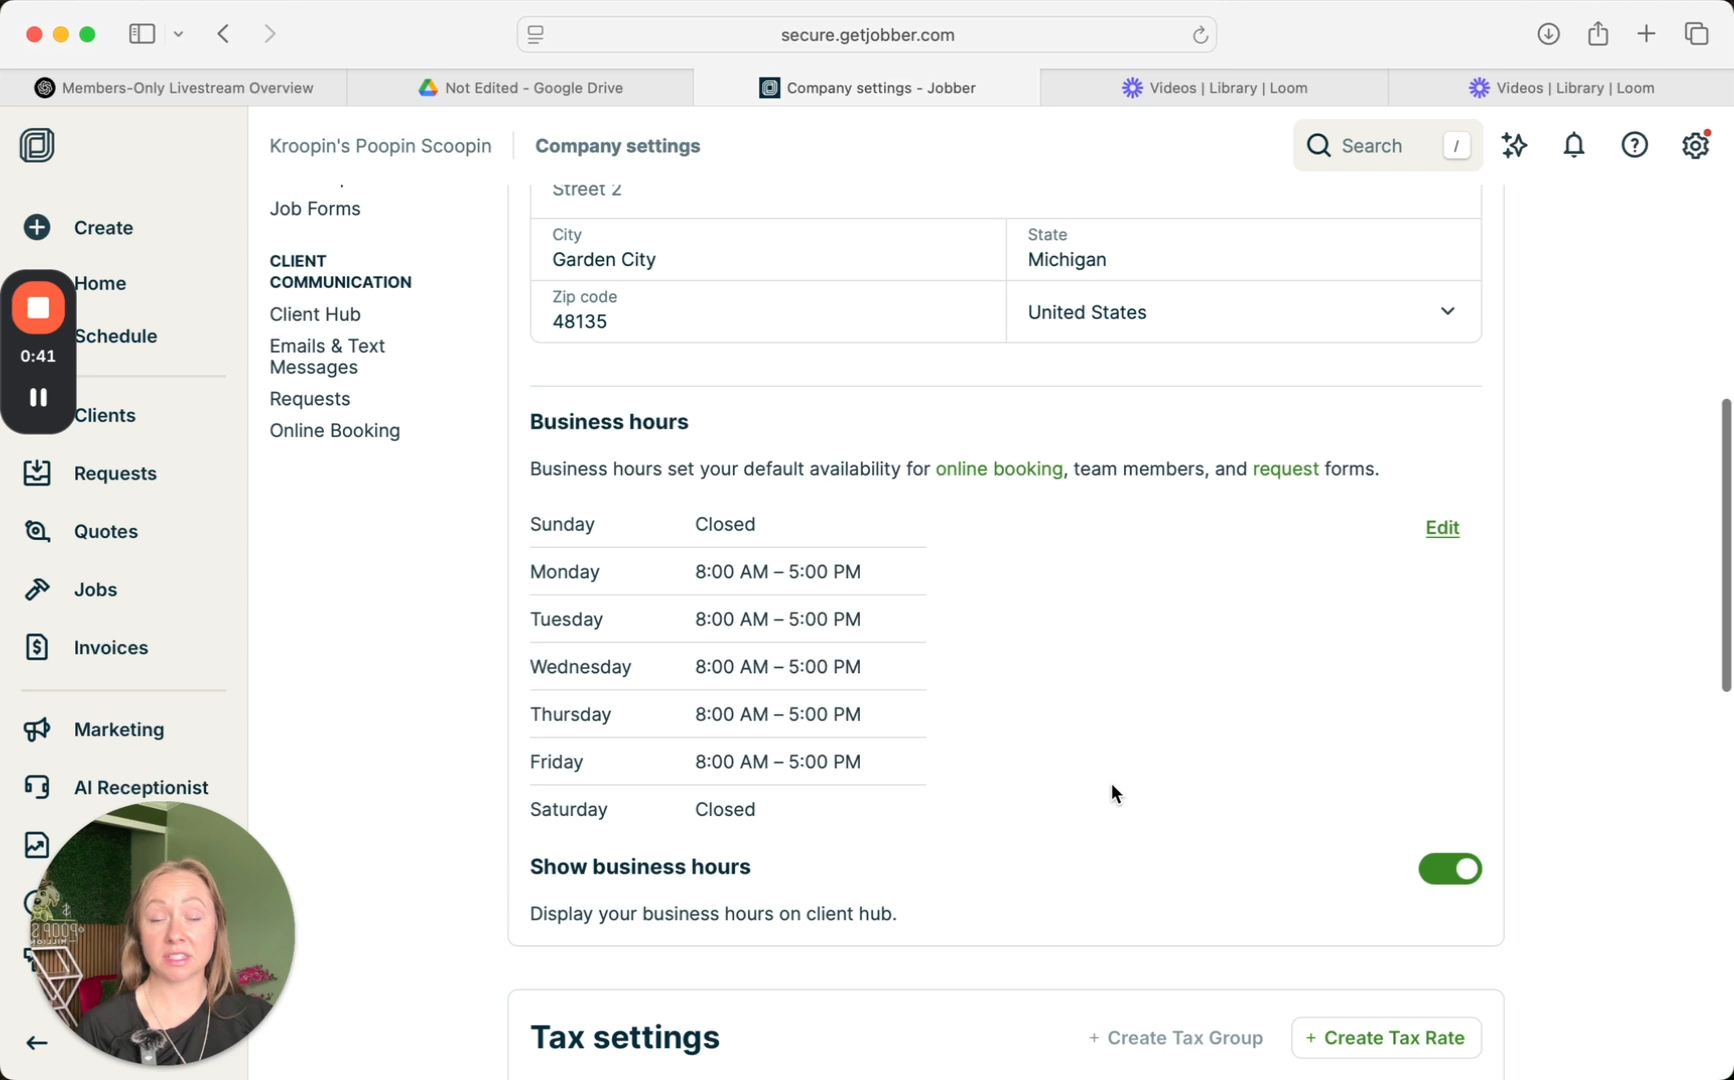 secure.getjobber.com
Members-Only Livestream Overview
Not Edited - Google Drive
Company settings - Jobber
Videos | Library | Loom
Videos | Library | Loom
Kroopin's Poopin Scoopin
Company settings
Search
/
Create
Home
0:41
Schedule
Clients
Requests
Quotes
Jobs
Invoices
Marketing
AI Receptionist
Job Forms
CLIENT
COMMUNICATION
Client Hub
Emails & Text
Messages
Requests
Online Booking
Street 2
City
Garden City
State
Michigan
Zip code
48135
United States
Business hours
Business hours set your default availability for online booking, team members, and request forms.
Sunday Closed
Edit
Monday 8:00 AM – 5:00 PM
Tuesday 8:00 AM – 5:00 PM
Wednesday 8:00 AM – 5:00 PM
Thursday 8:00 AM – 5:00 PM
Friday 8:00 AM – 5:00 PM
Saturday Closed
Show business hours
Display your business hours on client hub.
Tax settings
+ Create Tax Group
+ Create Tax Rate